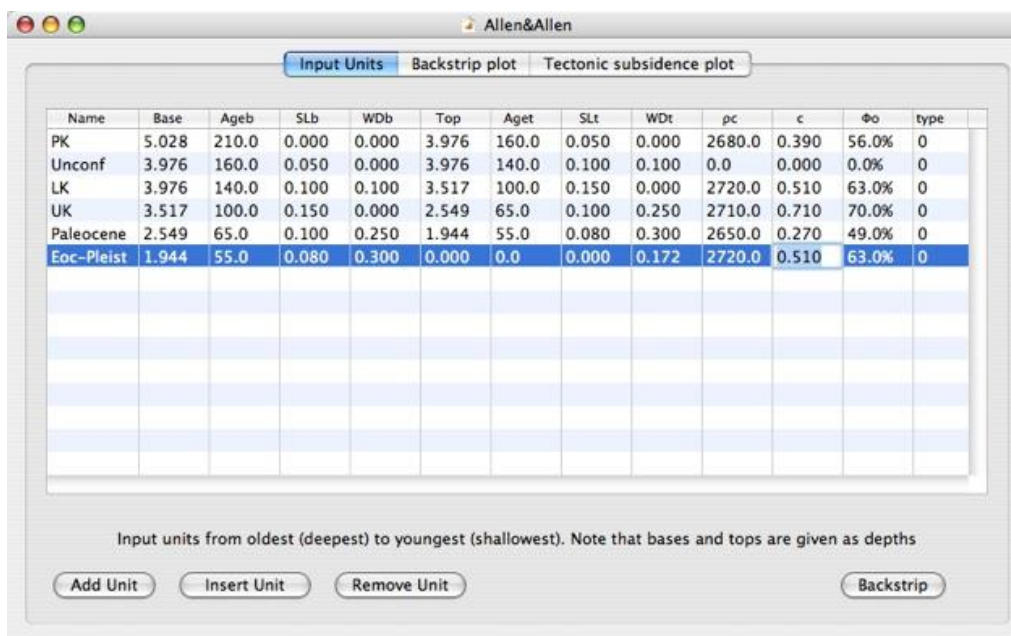 Allen&Allen
Input Units Backstrip plot Tectonic subsidence plot
Name Base Ageb SLb WDb Top Aget SLt WDt ρc c Φo type
PK 5.028 210.0 0.000 0.000 3.976 160.0 0.050 0.000 2680.0 0.390 56.0% 0
Unconf 3.976 160.0 0.050 0.000 3.976 140.0 0.100 0.100 0.0 0.000 0.0% 0
LK 3.976 140.0 0.100 0.100 3.517 100.0 0.150 0.000 2720.0 0.510 63.0% 0
UK 3.517 100.0 0.150 0.000 2.549 65.0 0.100 0.250 2710.0 0.710 70.0% 0
Paleocene 2.549 65.0 0.100 0.250 1.944 55.0 0.080 0.300 2650.0 0.270 49.0% 0
Eoc-Pleist 1.944 55.0 0.080 0.300 0.000 0.0 0.000 0.172 2720.0 0.510 63.0% 0
Input units from oldest (deepest) to youngest (shallowest). Note that bases and tops are given as depths
Add Unit Insert Unit Remove Unit Backstrip